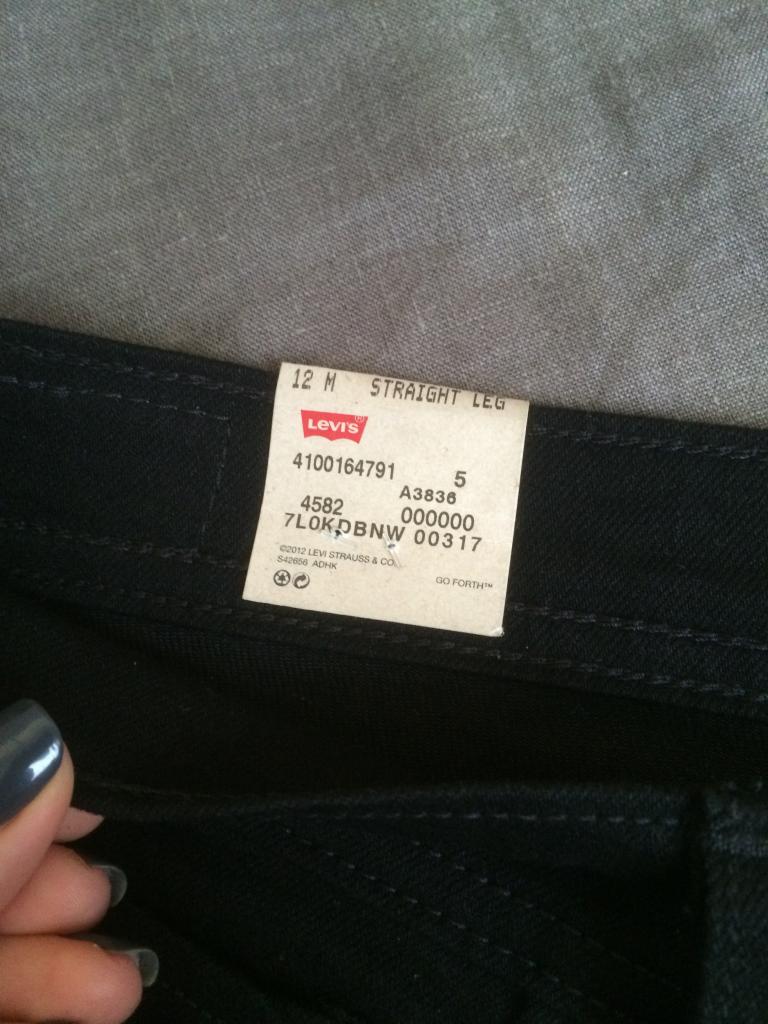 12 M STRAIGHT LEG
LEVI'S ®
4100164791 5
A3836
4582 000000
7L0KDBNW 00317
©2012 LEVI STRAUSS & CO
S42656 ADHK
GO FORTH™